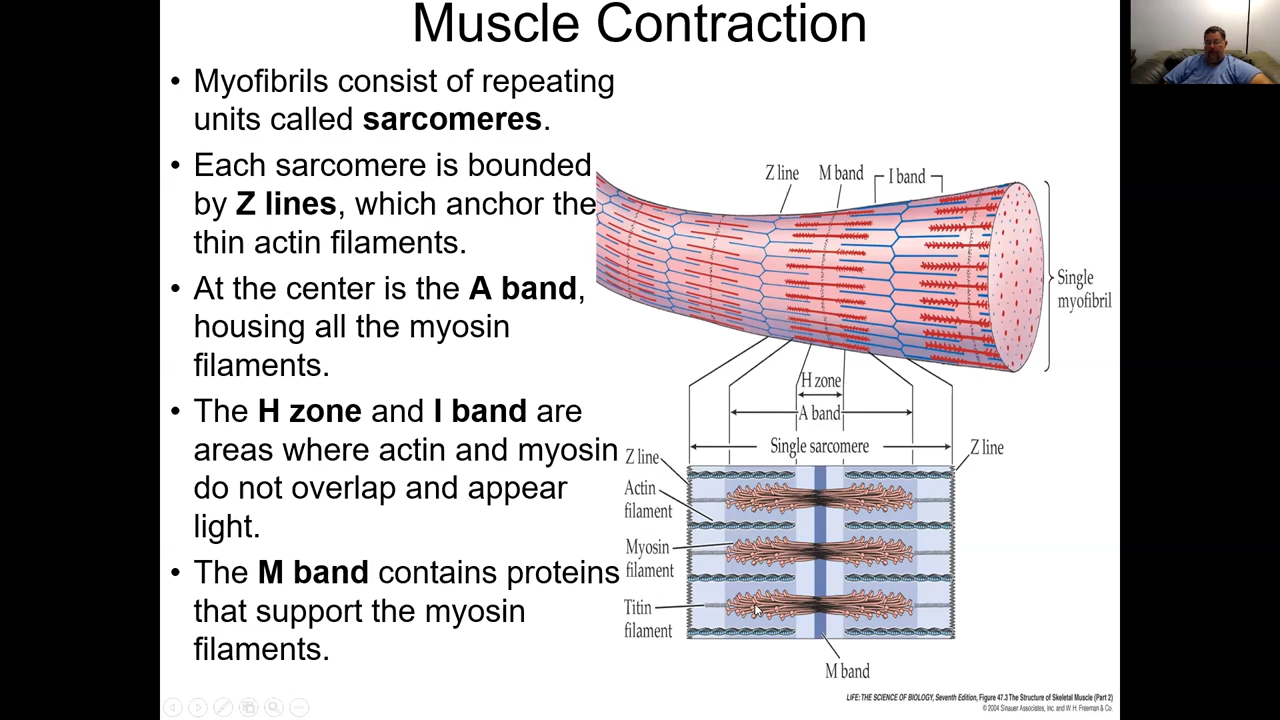 Muscle Contraction
• Myofibrils consist of repeating
units called sarcomeres.
• Each sarcomere is bounded
by Z lines, which anchor the
thin actin filaments.
• At the center is the A band,
housing all the myosin
filaments.
• The H zone and I band are
areas where actin and myosin
do not overlap and appear
light.
• The M band contains proteins
that support the myosin
filaments.
Z line
M band
I band
Single
myofibril
H zone
A band
Single sarcomere
Z line
Z line
Actin
filament
Myosin
filament
Titin
filament
M band
LIFE: THE SCIENCE OF BIOLOGY, Seventh Edition, Figure 47.3 The Structure of Skeletal Muscle (Part 2)
© 2004 Sinauer Associates, Inc. and W. H. Freeman & Co.